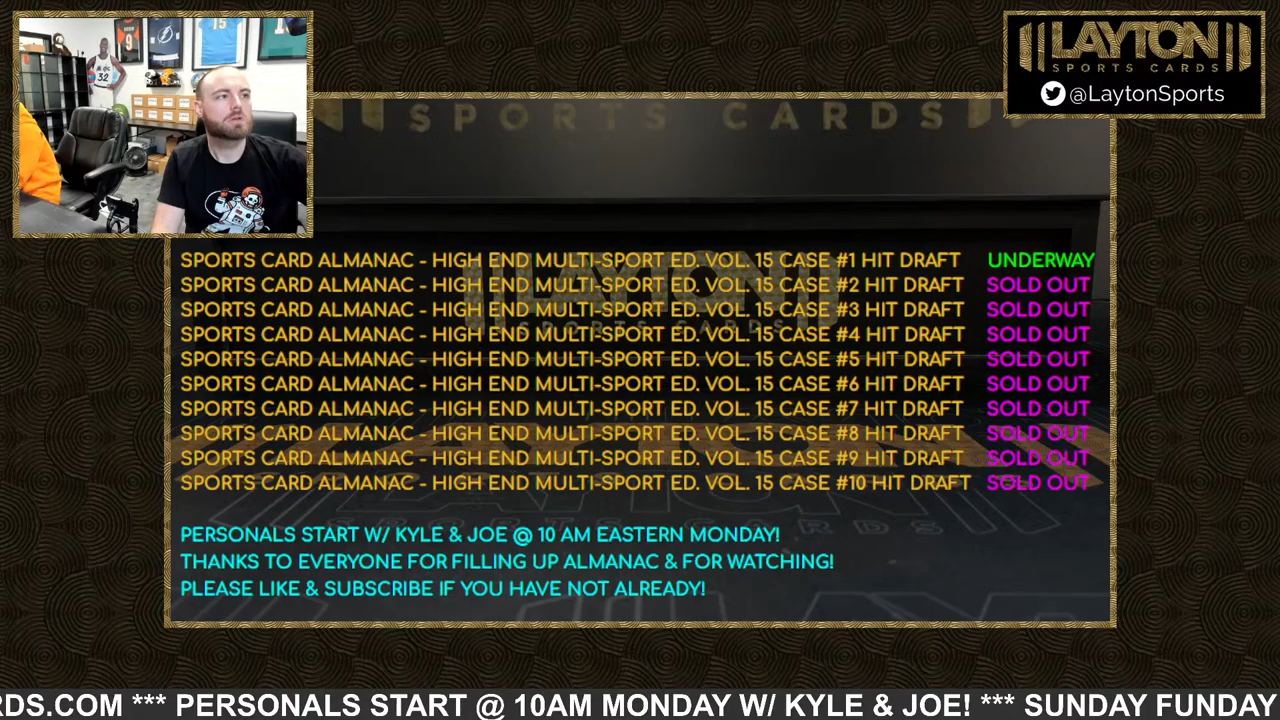 LAYTON
SPORTS CARDS
@LaytonSports
SPORTS CARDS
SPORTS CARD ALMANAC - HIGH END MULTI-SPORT ED. VOL. 15 CASE #1 HIT DRAFT UNDERWAY
SPORTS CARD ALMANAC - HIGH END MULTI-SPORT ED. VOL. 15 CASE #2 HIT DRAFT SOLD OUT
SPORTS CARD ALMANAC - HIGH END MULTI-SPORT ED. VOL. 15 CASE #3 HIT DRAFT SOLD OUT
SPORTS CARD ALMANAC - HIGH END MULTI-SPORT ED. VOL. 15 CASE #4 HIT DRAFT SOLD OUT
SPORTS CARD ALMANAC - HIGH END MULTI-SPORT ED. VOL. 15 CASE #5 HIT DRAFT SOLD OUT
SPORTS CARD ALMANAC - HIGH END MULTI-SPORT ED. VOL. 15 CASE #6 HIT DRAFT SOLD OUT
SPORTS CARD ALMANAC - HIGH END MULTI-SPORT ED. VOL. 15 CASE #7 HIT DRAFT SOLD OUT
SPORTS CARD ALMANAC - HIGH END MULTI-SPORT ED. VOL. 15 CASE #8 HIT DRAFT SOLD OUT
SPORTS CARD ALMANAC - HIGH END MULTI-SPORT ED. VOL. 15 CASE #9 HIT DRAFT SOLD OUT
SPORTS CARD ALMANAC - HIGH END MULTI-SPORT ED. VOL. 15 CASE #10 HIT DRAFT SOLD OUT
PERSONALS START W/ KYLE & JOE @ 10 AM EASTERN MONDAY!
THANKS TO EVERYONE FOR FILLING UP ALMANAC & FOR WATCHING!
PLEASE LIKE & SUBSCRIBE IF YOU HAVE NOT ALREADY!
RDS.COM *** PERSONALS START @ 10AM MONDAY W/ KYLE & JOE! *** SUNDAY FUNDAY